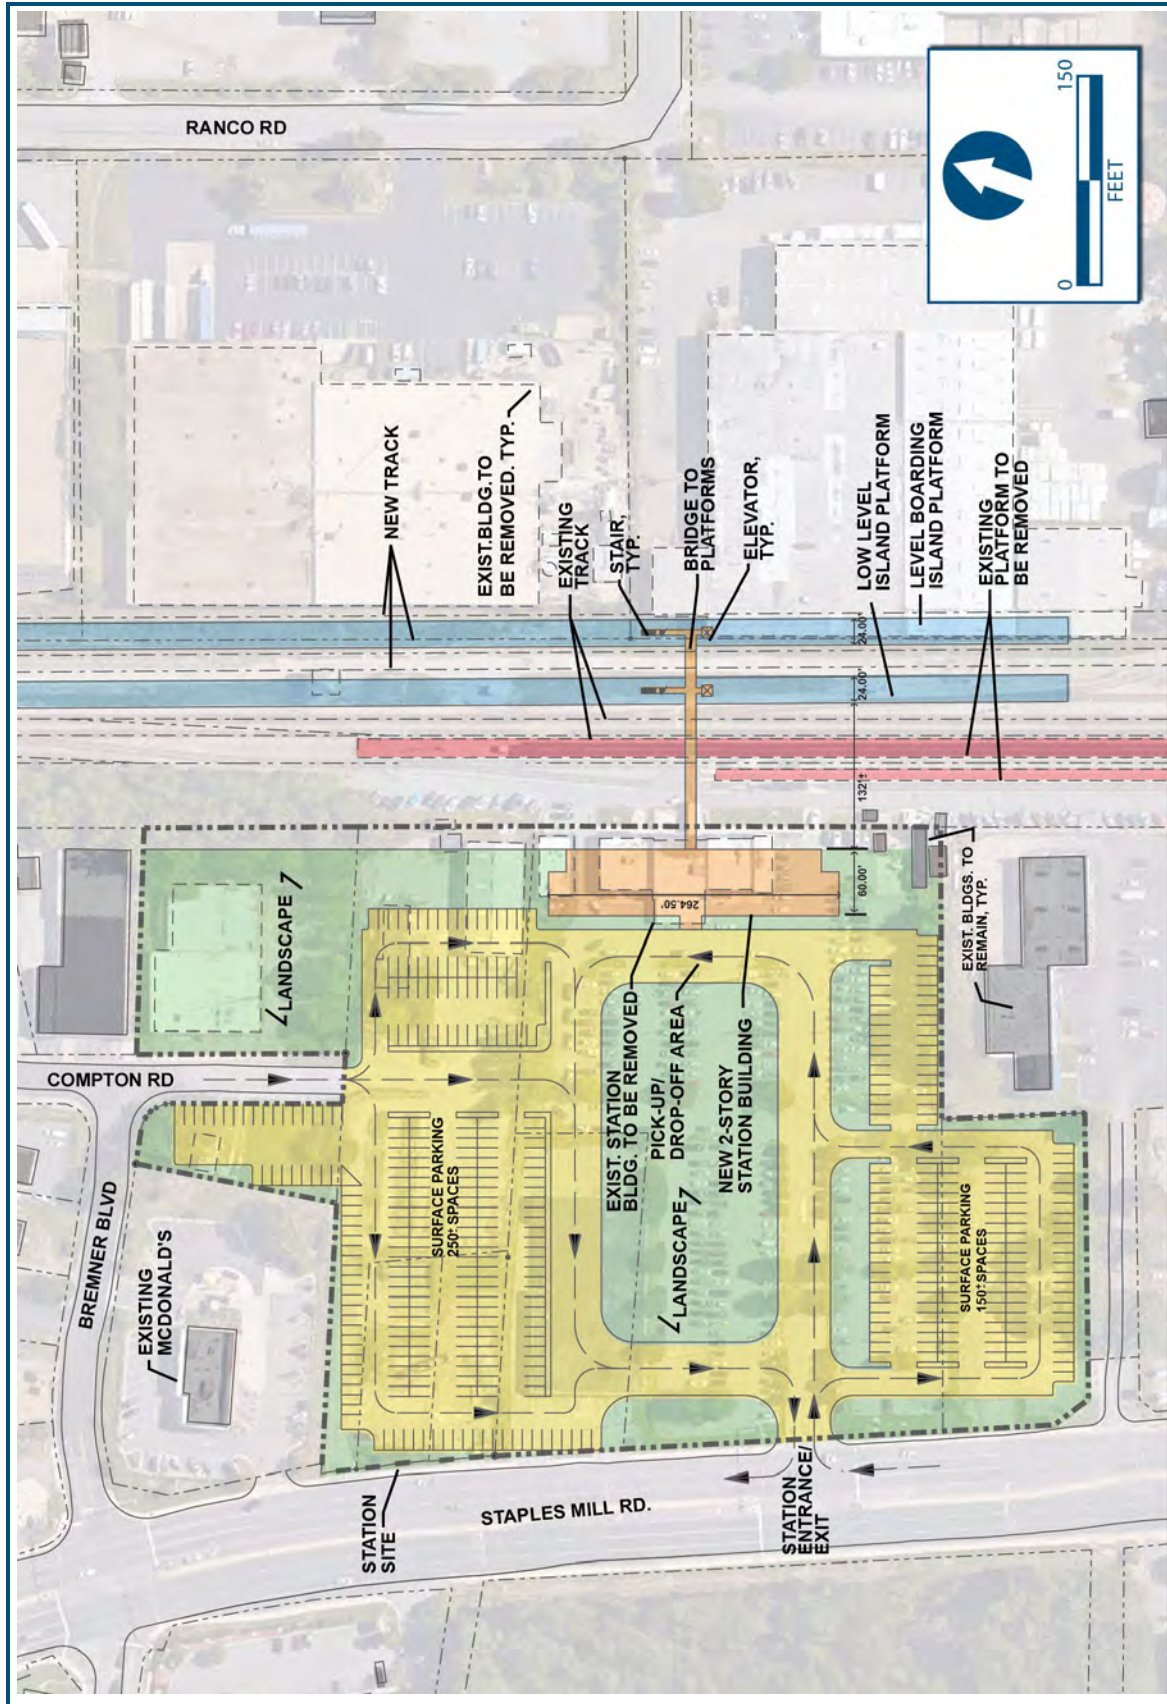 RANCO RD
150
FEET
0
NEW TRACK
EXIST.BLDG.TO
BE REMOVED. TYP.
EXISTING
TRACK
STAIR,
TYP.
BRIDGE TO
PLATFORMS
ELEVATOR,
TYP.
LOW LEVEL
ISLAND PLATFORM
LEVEL BOARDING
ISLAND PLATFORM
EXISTING
PLATFORM TO
BE REMOVED
24.00'
24.00'
132'±
60.00'
264.50'
LANDSCAPE
COMPTON RD
BREMNER BLVD
EXISTING
MCDONALD'S
SURFACE PARKING
250± SPACES
EXIST. STATION
BLDG. TO BE REMOVED
PICK-UP/
DROP-OFF AREA
NEW 2-STORY
STATION BUILDING
LANDSCAPE
EXIST. BLDGS. TO
REMAIN, TYP.
SURFACE PARKING
150± SPACES
STATION
SITE
STAPLES MILL RD.
STATION
ENTRANCE/
EXIT